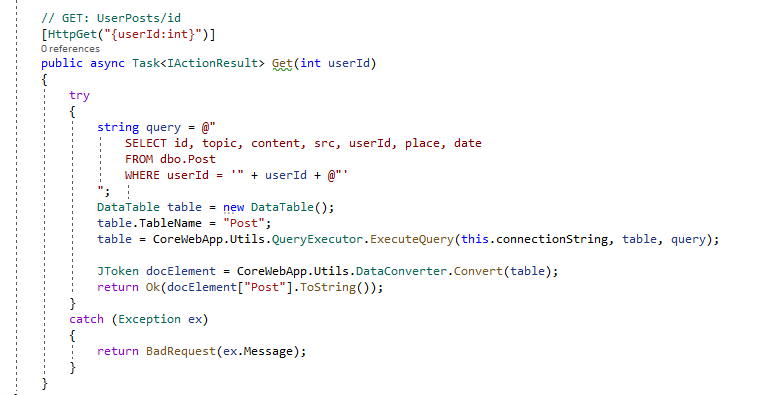 // GET: UserPosts/id
[HttpGet("{userId:int}")]
0 references
public async Task<IActionResult> Get(int userId)
{
try
{
string query = @"
SELECT id, topic, content, src, userId, place, date
FROM dbo.Post
WHERE userId = '" + userId + @"'
";
DataTable table = new DataTable();
table.TableName = "Post";
table = CoreWebApp.Utils.QueryExecutor.ExecuteQuery(this.connectionString, table, query);
JToken docElement = CoreWebApp.Utils.DataConverter.Convert(table);
return Ok(docElement["Post"].ToString());
}
catch (Exception ex)
{
return BadRequest(ex.Message);
}
}